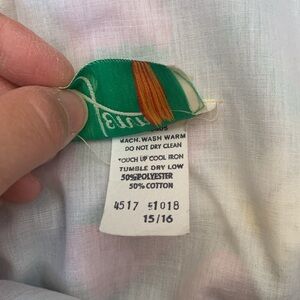 MACH. WASH WARM
DO NOT DRY CLEAN
TOUCH UP COOL IRON
TUMBLE DRY LOW
50%POLYESTER
50% COTTON
4517 51018
15/16